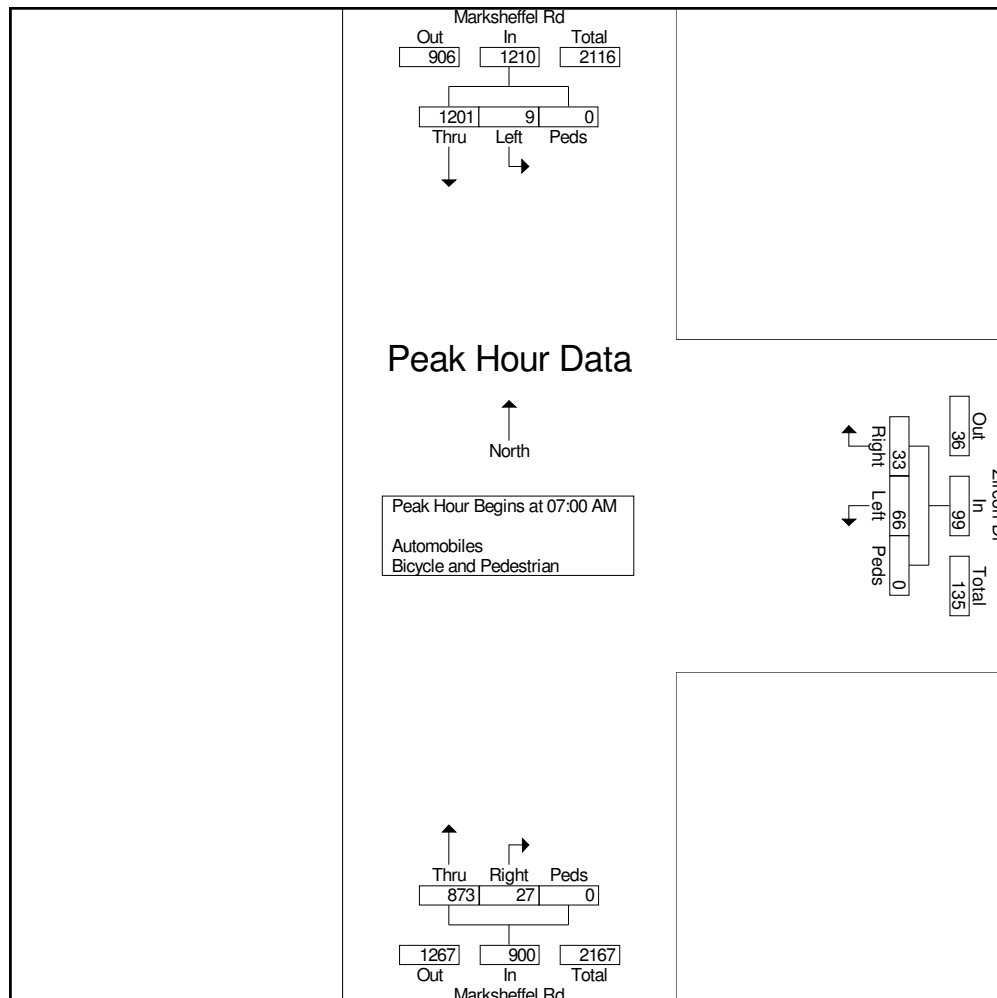 Marksheffel Rd
Out In Total
906 1210 2116
1201 9 0
Thru Left Peds
Peak Hour Data
North
Peak Hour Begins at 07:00 AM
Automobiles
Bicycle and Pedestrian
Out In Total
36 99 135
33 66 0
Right Left Peds
Thru Right Peds
873 27 0
1267 900 2167
Out In Total
Marksheffel Rd